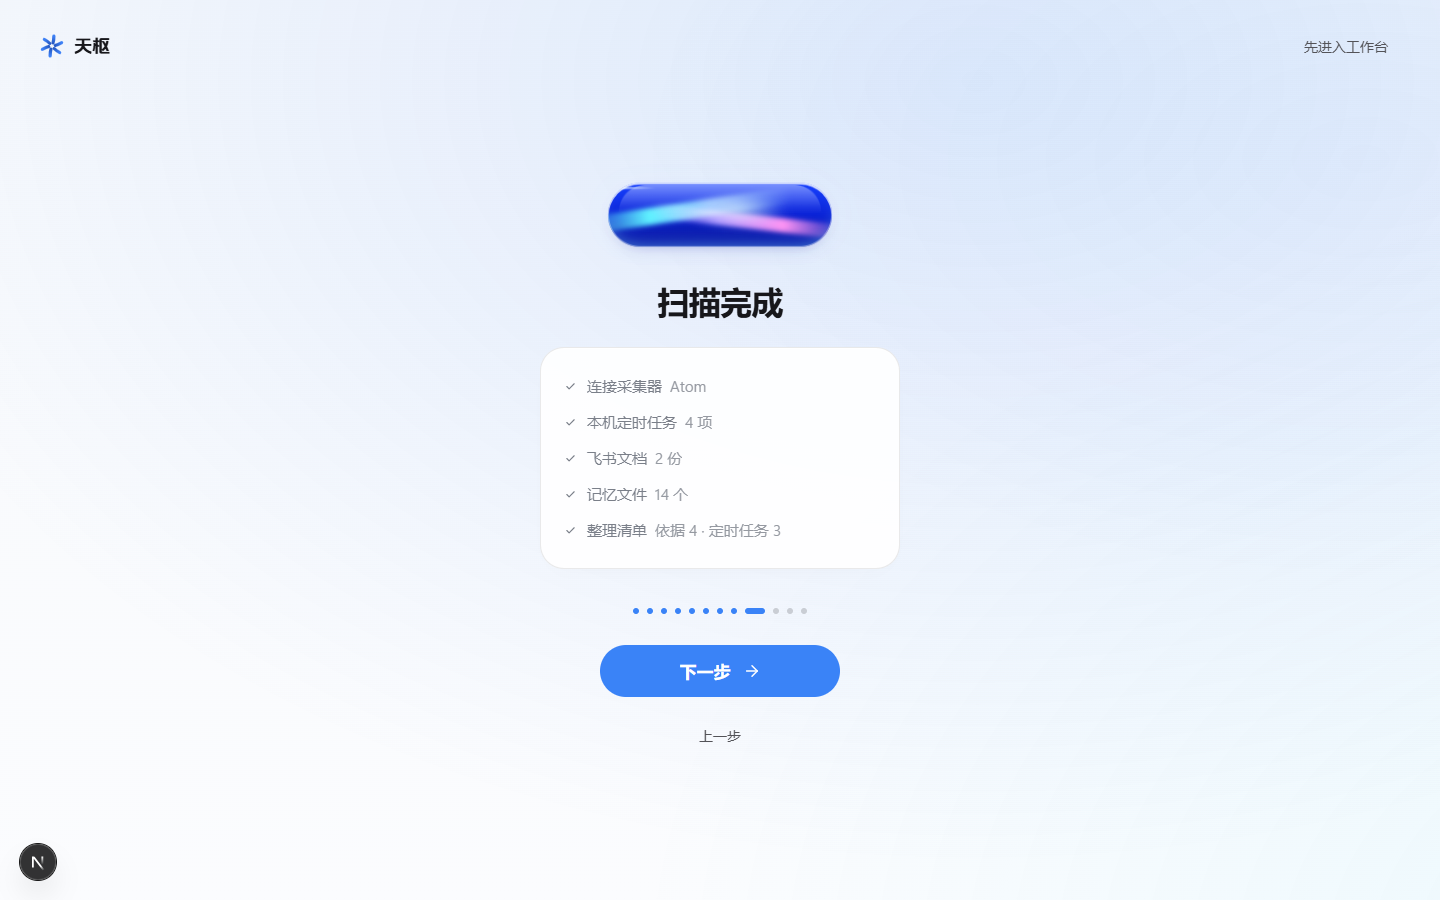 天枢
先进入工作台
扫描完成
连接采集器 Atom
本机定时任务 4 项
飞书文档 2 份
记忆文件 14 个
整理清单 依据 4 · 定时任务 3
下一步 →
上一步
N